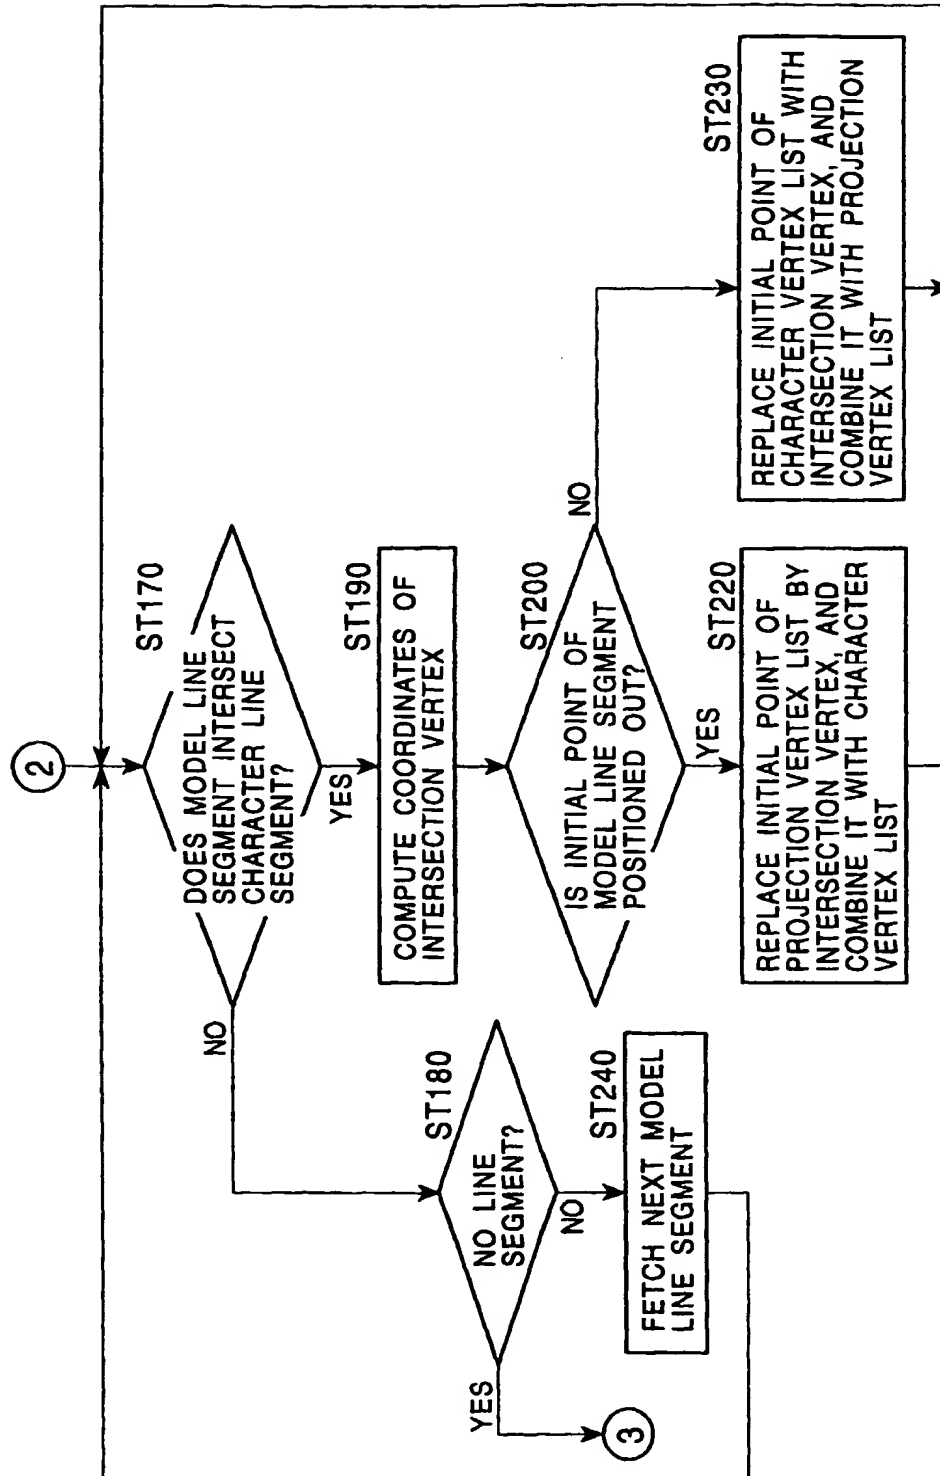 2
ST170
DOES MODEL LINE
SEGMENT INTERSECT
CHARACTER LINE
SEGMENT?
NO
YES
ST190
COMPUTE COORDINATES OF
INTERSECTION VERTEX
ST180
NO LINE
SEGMENT?
YES
NO
3
ST240
FETCH NEXT MODEL
LINE SEGMENT
ST200
IS INITIAL POINT OF
MODEL LINE SEGMENT
POSITIONED OUT?
NO
YES
ST220
REPLACE INITIAL POINT OF
PROJECTION VERTEX LIST BY
INTERSECTION VERTEX, AND
COMBINE IT WITH CHARACTER
VERTEX LIST
ST230
REPLACE INITIAL POINT OF
CHARACTER VERTEX LIST WITH
INTERSECTION VERTEX, AND
COMBINE IT WITH PROJECTION
VERTEX LIST